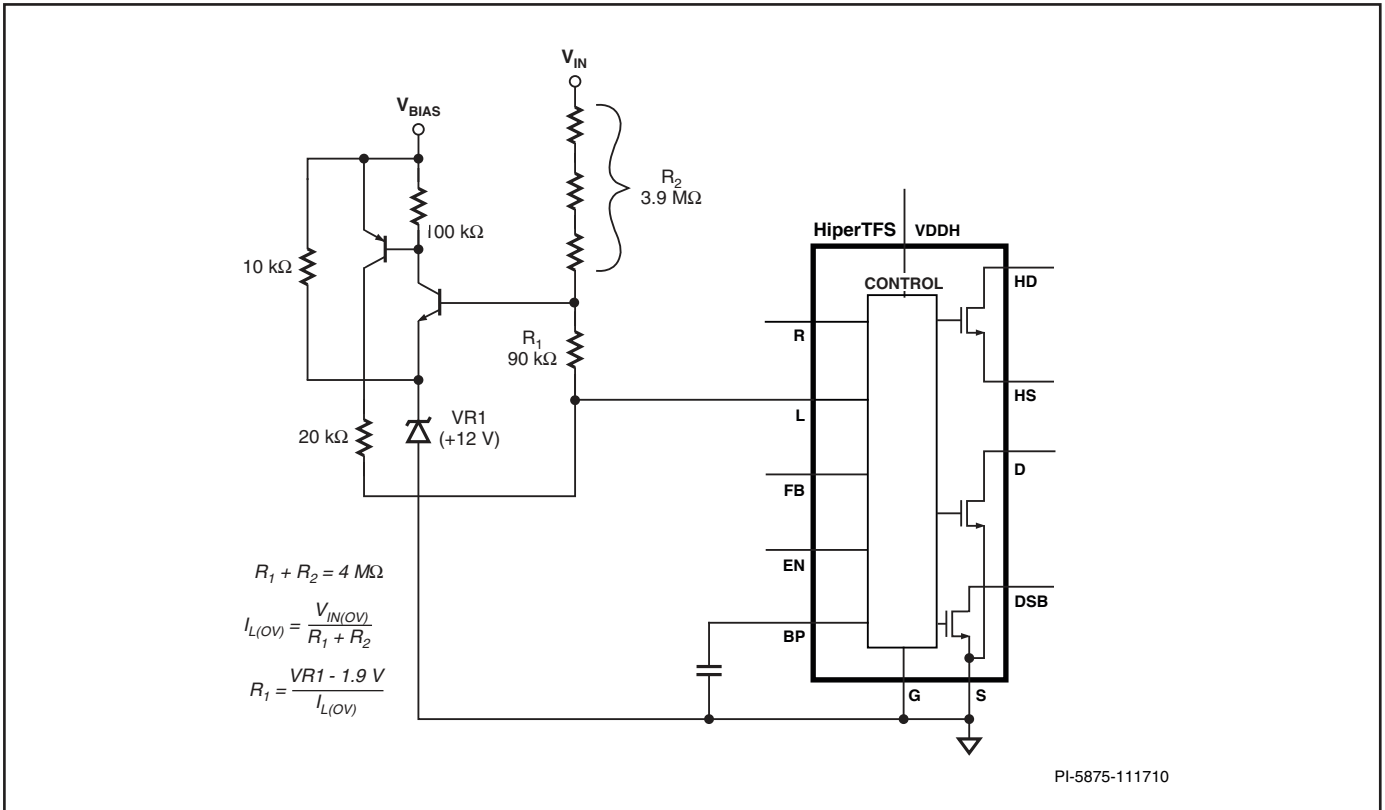 V_IN
V_BIAS
R_2
3.9 MΩ
100 kΩ
10 kΩ
R_1
90 kΩ
20 kΩ
VR1
(+12 V)
HiperTFS
VDDH
CONTROL
HD
R
HS
L
D
FB
EN
DSB
BP
G
S
R_1 + R_2 = 4 MΩ
I_L(OV) = V_IN(OV) / R_1 + R_2
R_1 = VR1 - 1.9 V / I_L(OV)
PI-5875-111710